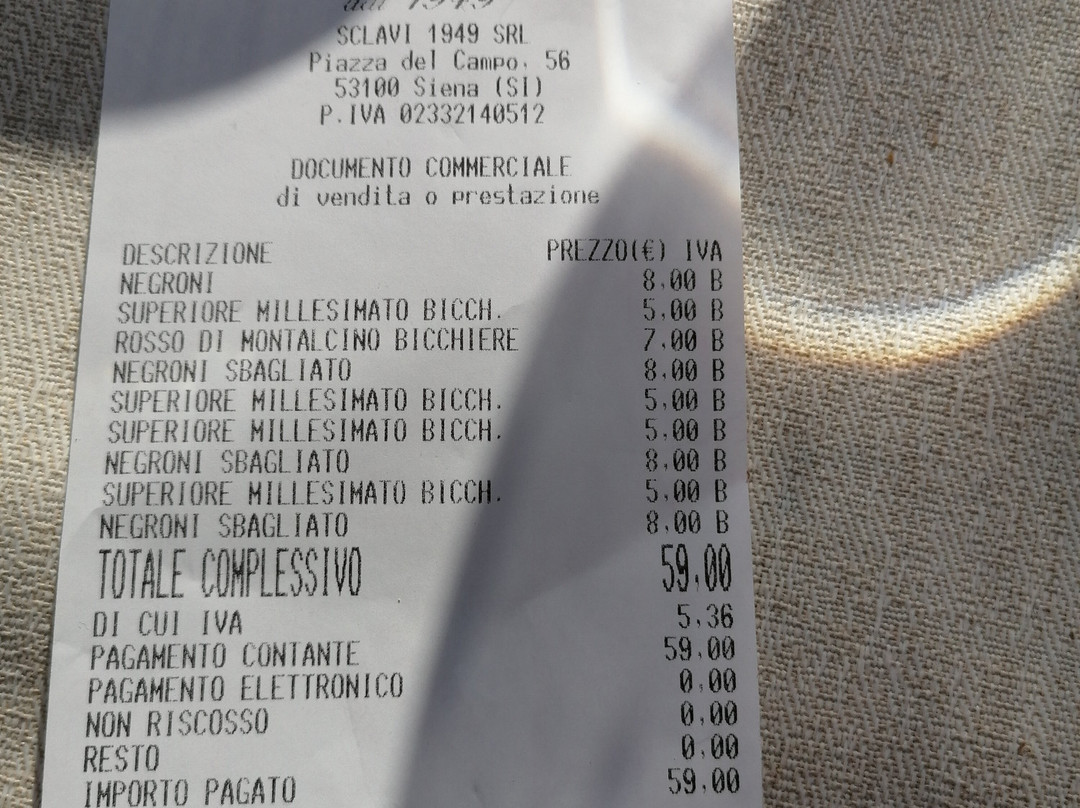 dal 1949
SCLAVI 1949 SRL
Piazza del Campo, 56
53100 Siena (SI)
P.IVA 02332140512
DOCUMENTO COMMERCIALE
di vendita o prestazione
DESCRIZIONE PREZZO(€) IVA
NEGRONI 8,00 B
SUPERIORE MILLESIMATO BICCH. 5,00 B
ROSSO DI MONTALCINO BICCHIERE 7,00 B
NEGRONI SBAGLIATO 8,00 B
SUPERIORE MILLESIMATO BICCH. 5,00 B
SUPERIORE MILLESIMATO BICCH. 5,00 B
NEGRONI SBAGLIATO 8,00 B
SUPERIORE MILLESIMATO BICCH. 5,00 B
NEGRONI SBAGLIATO 8,00 B
TOTALE COMPLESSIVO 59,00
DI CUI IVA 5,36
PAGAMENTO CONTANTE 59,00
PAGAMENTO ELETTRONICO 0,00
NON RISCOSSO 0,00
RESTO 0,00
IMPORTO PAGATO 59,00